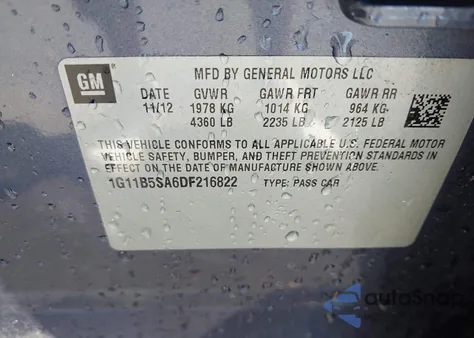 GM
MFD BY GENERAL MOTORS LLC
DATE GVWR GAWR FRT GAWR RR
11/12 1978 KG 1014 KG 964 KG
4360 LB 2235 LB 2125 LB
THIS VEHICLE CONFORMS TO ALL APPLICABLE U.S. FEDERAL MOTOR
VEHICLE SAFETY, BUMPER, AND THEFT PREVENTION STANDARDS IN
EFFECT ON THE DATE OF MANUFACTURE SHOWN ABOVE.
1G11B5SA6DF216822 TYPE: PASS CAR
autoSnap